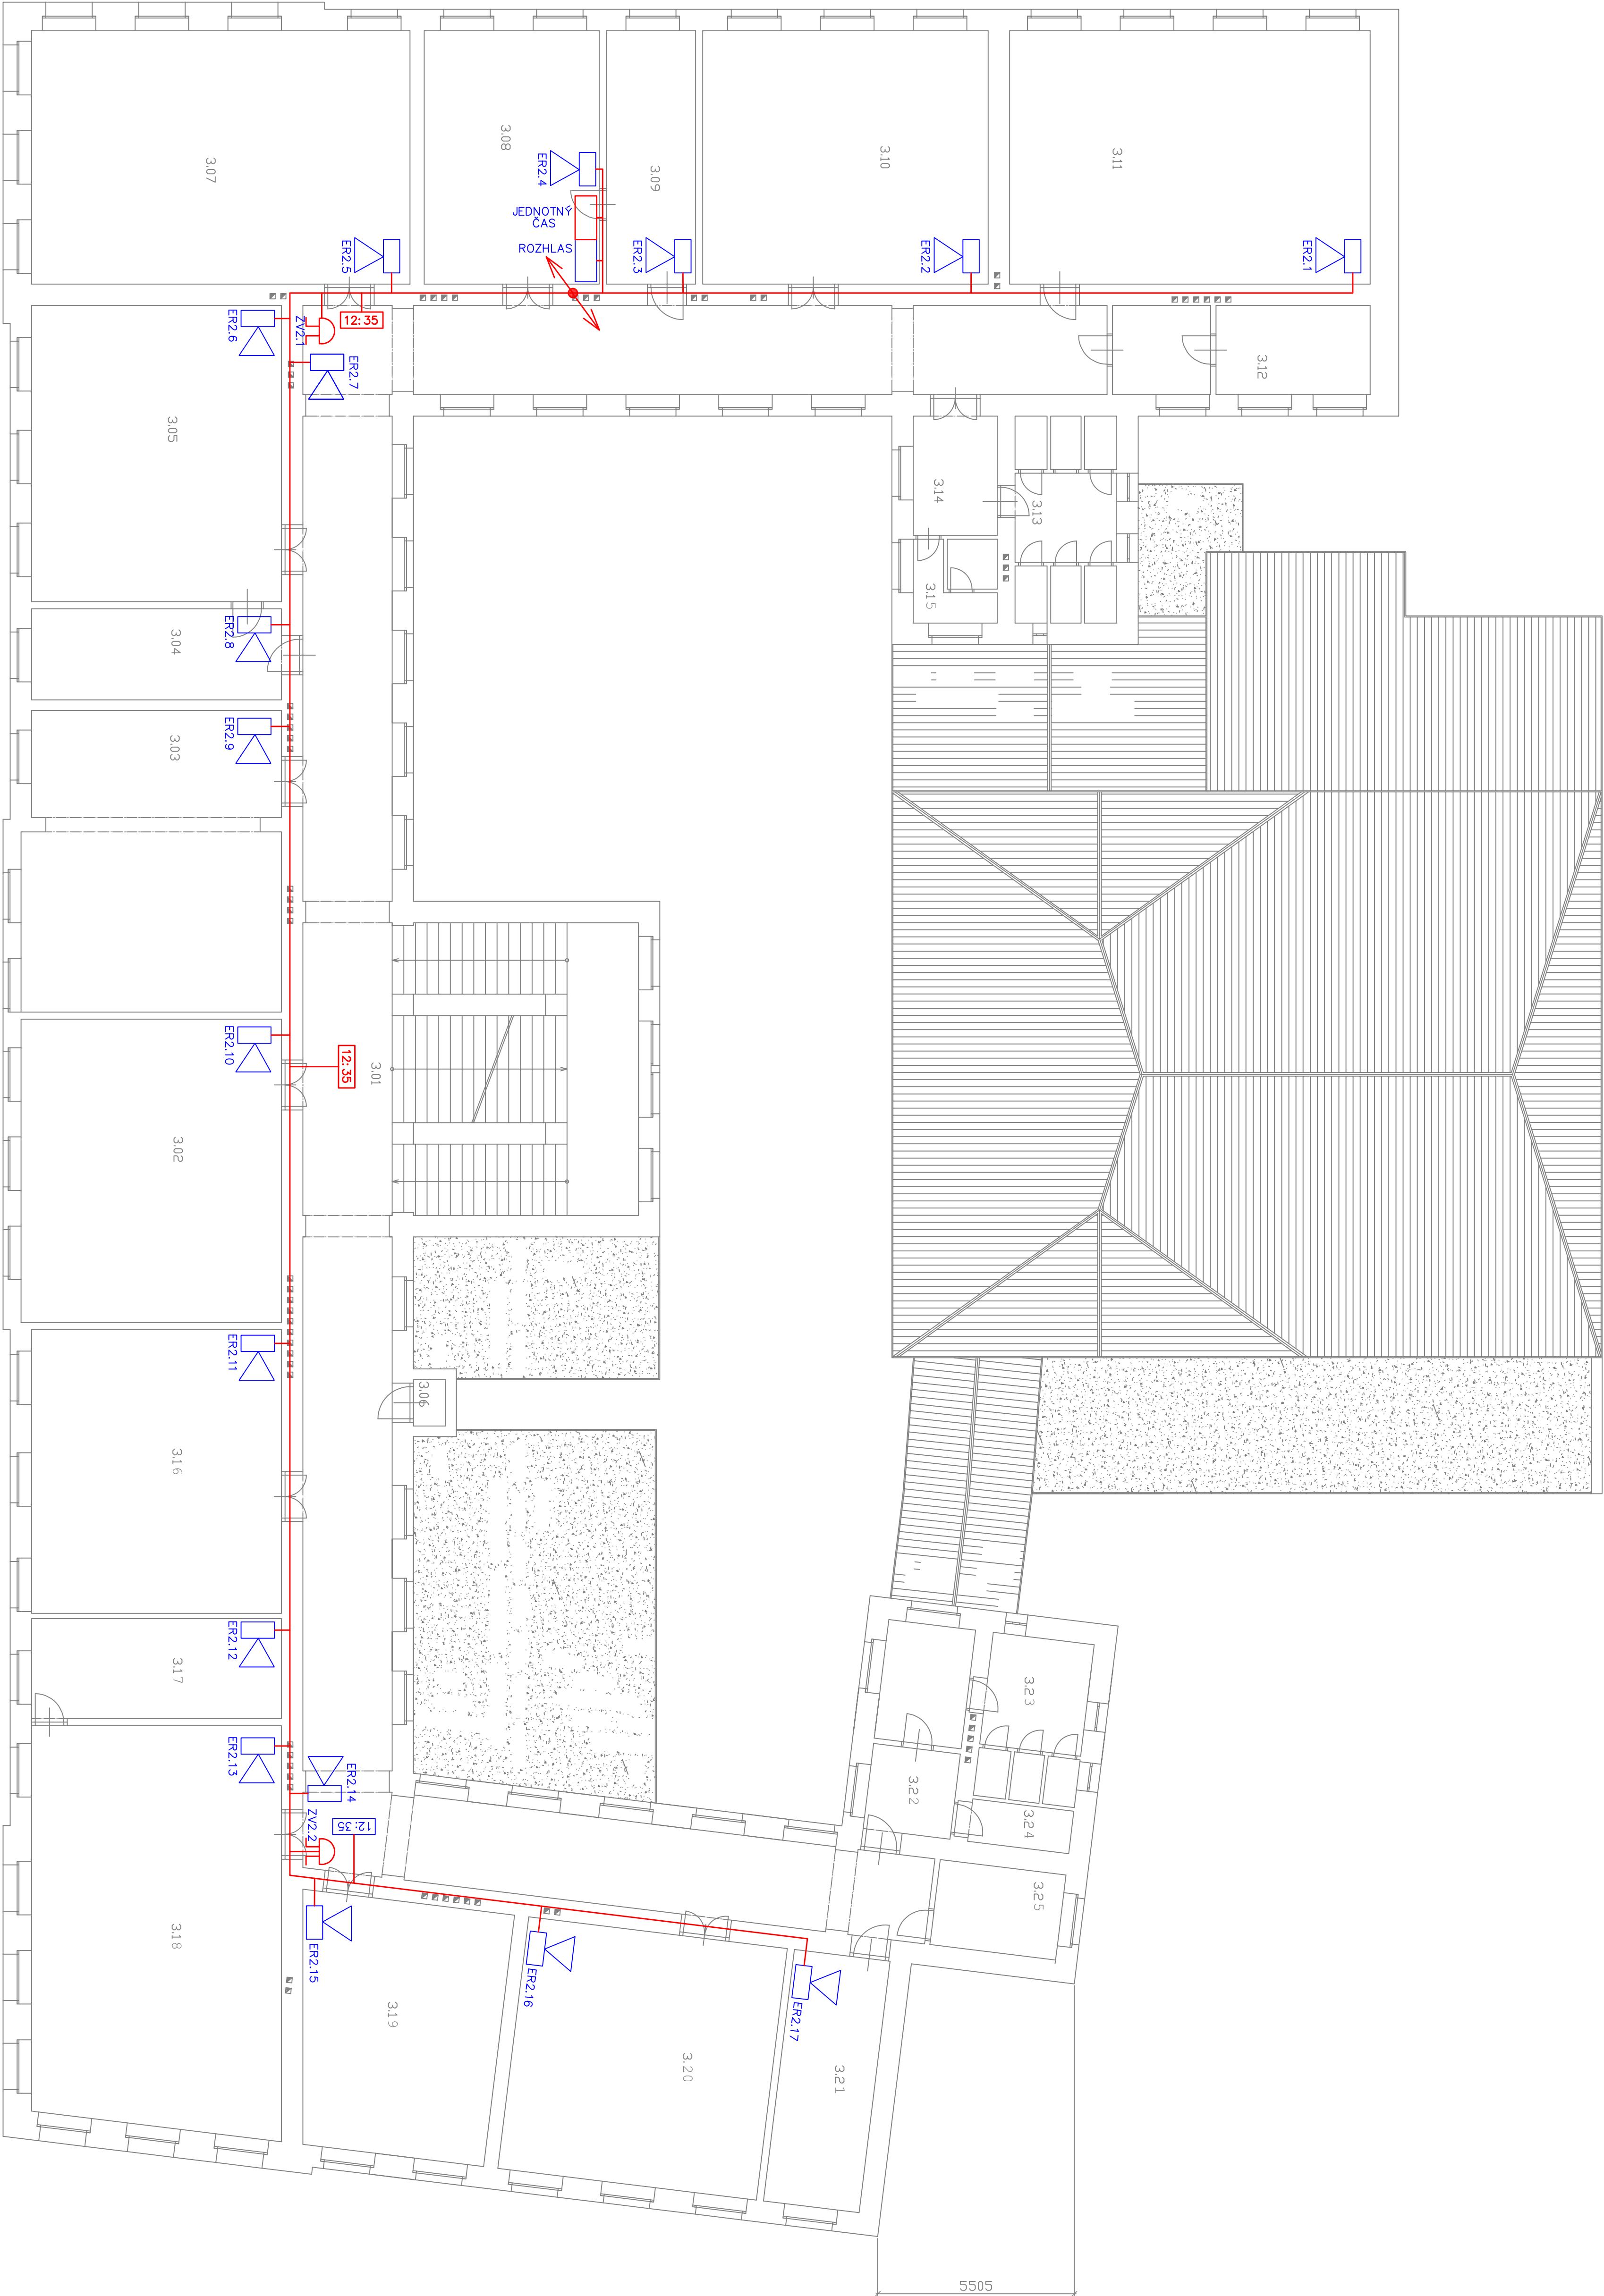 3.07
3.08
3.09
3.10
3.11
ER2.4
JEDNOTNÝ
ČAS
ROZHLAS
ER2.5
ER2.3
ER2.2
ER2.1
ER2.6
ZV2.1
12:35
ER2.7
3.12
3.05
3.14
3.13
3.15
3.04
ER2.8
3.03
ER2.9
ER2.10
12:35
3.01
3.02
ER2.11
3.06
3.16
3.17
ER2.12
ER2.13
ER2.14
ZV2.2
12:35
3.23
3.22
3.24
3.25
3.18
ER2.15
3.19
ER2.16
ER2.17
3.20
3.21
5505